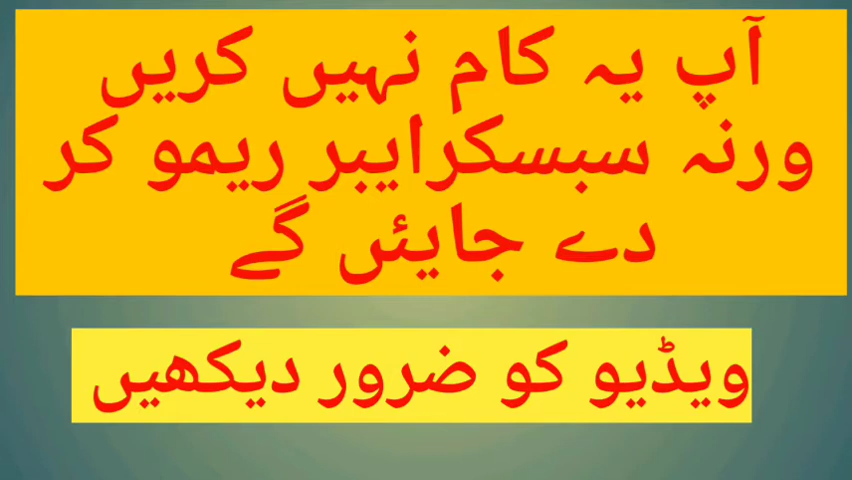 آپ یہ کام نہیں کریں
ورنہ سبسکرایبر ریمو کر
دے جایئں گے
ویڈیو کو ضرور دیکھیں